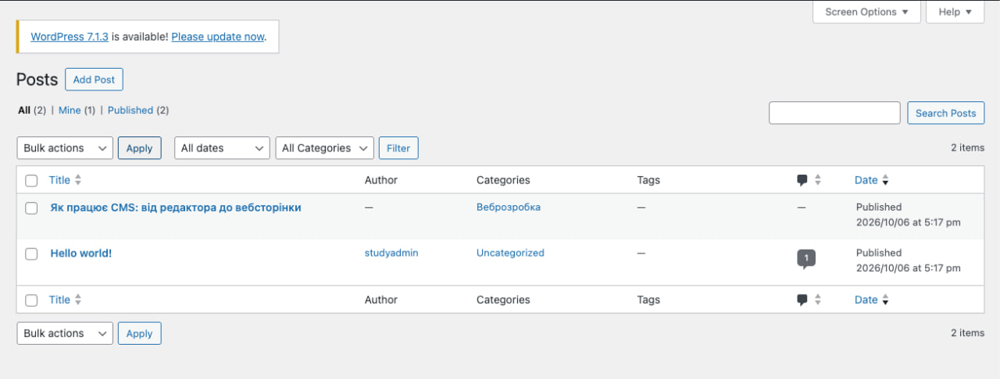 Screen Options Help
WordPress 7.1.3 is available! Please update now.
Posts Add Post
All (2) | Mine (1) | Published (2)
Search Posts
Bulk actions Apply All dates All Categories Filter 2 items
Title Author Categories Tags Date
Як працює CMS: від редактора до вебсторінки — Веброзробка — — Published
2026/10/06 at 5:17 pm
Hello world! studyadmin Uncategorized — 1 Published
2026/10/06 at 5:17 pm
Title Author Categories Tags Date
Bulk actions Apply 2 items